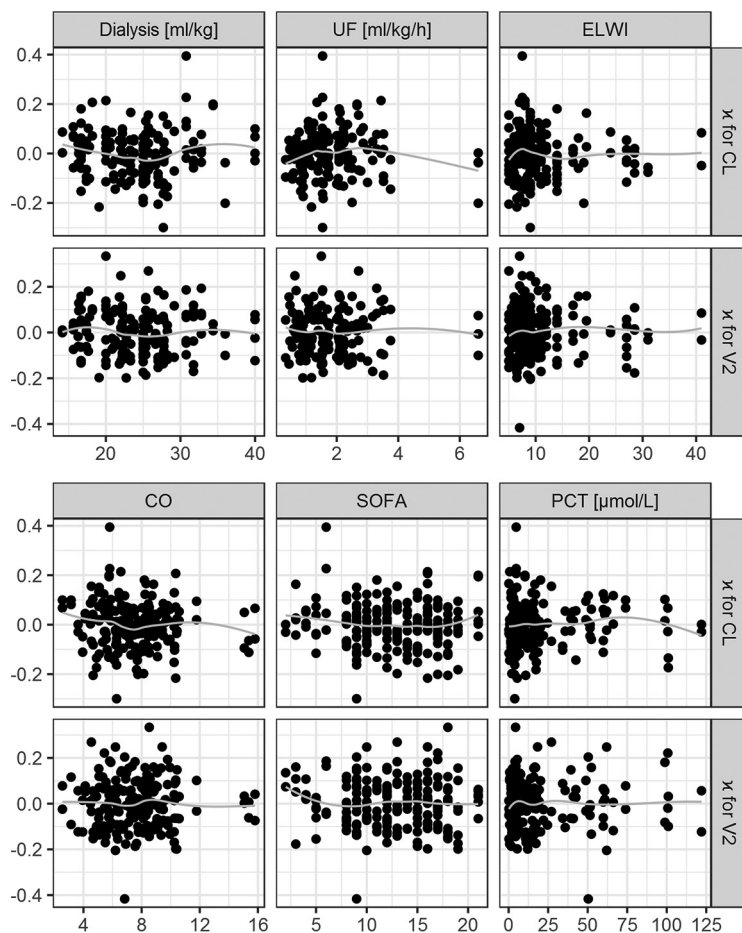 Dialysis [ml/kg] UF [ml/kg/h] ELWI
0.4
0.2
0.0
-0.2
ϰ for CL
0.2
0.0
-0.2
-0.4
ϰ for V2
20 30 40 2 4 6 10 20 30 40
CO SOFA PCT [µmol/L]
0.4
0.2
0.0
-0.2
ϰ for CL
0.2
0.0
-0.2
-0.4
ϰ for V2
4 8 12 16 5 10 15 20 0 25 50 75 100 125